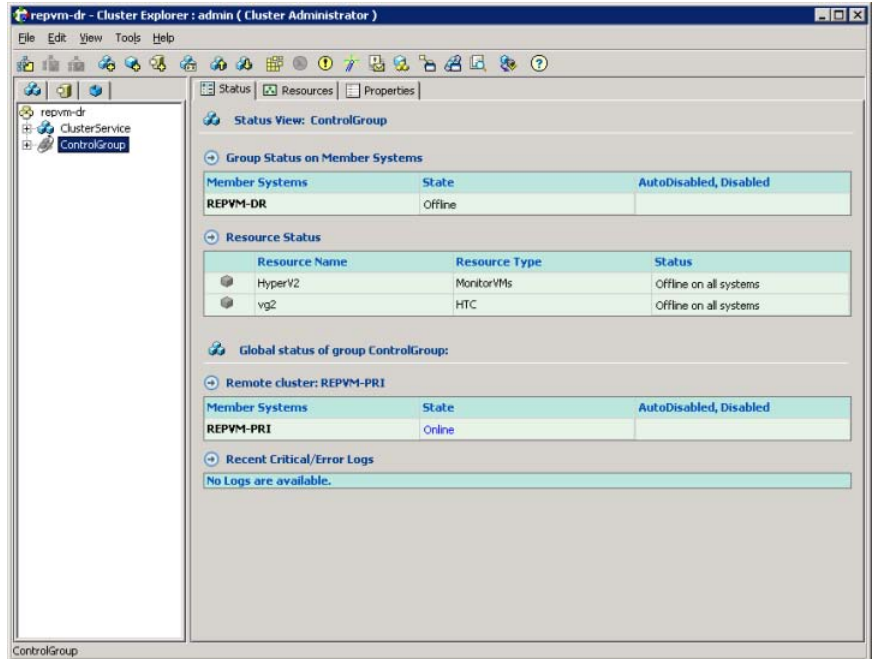 repvm-dr - Cluster Explorer : admin ( Cluster Administrator )
File Edit View Tools Help
Status Resources Properties
repvm-dr
ClusterService
ControlGroup
Status View: ControlGroup
Group Status on Member Systems
Member Systems State AutoDisabled, Disabled
REPVM-DR Offline
Resource Status
Resource Name Resource Type Status
HyperV2 MonitorVMs Offline on all systems
vg2 HTC Offline on all systems
Global status of group ControlGroup:
Remote cluster: REPVM-PRI
Member Systems State AutoDisabled, Disabled
REPVM-PRI Online
Recent Critical/Error Logs
No Logs are available.
ControlGroup